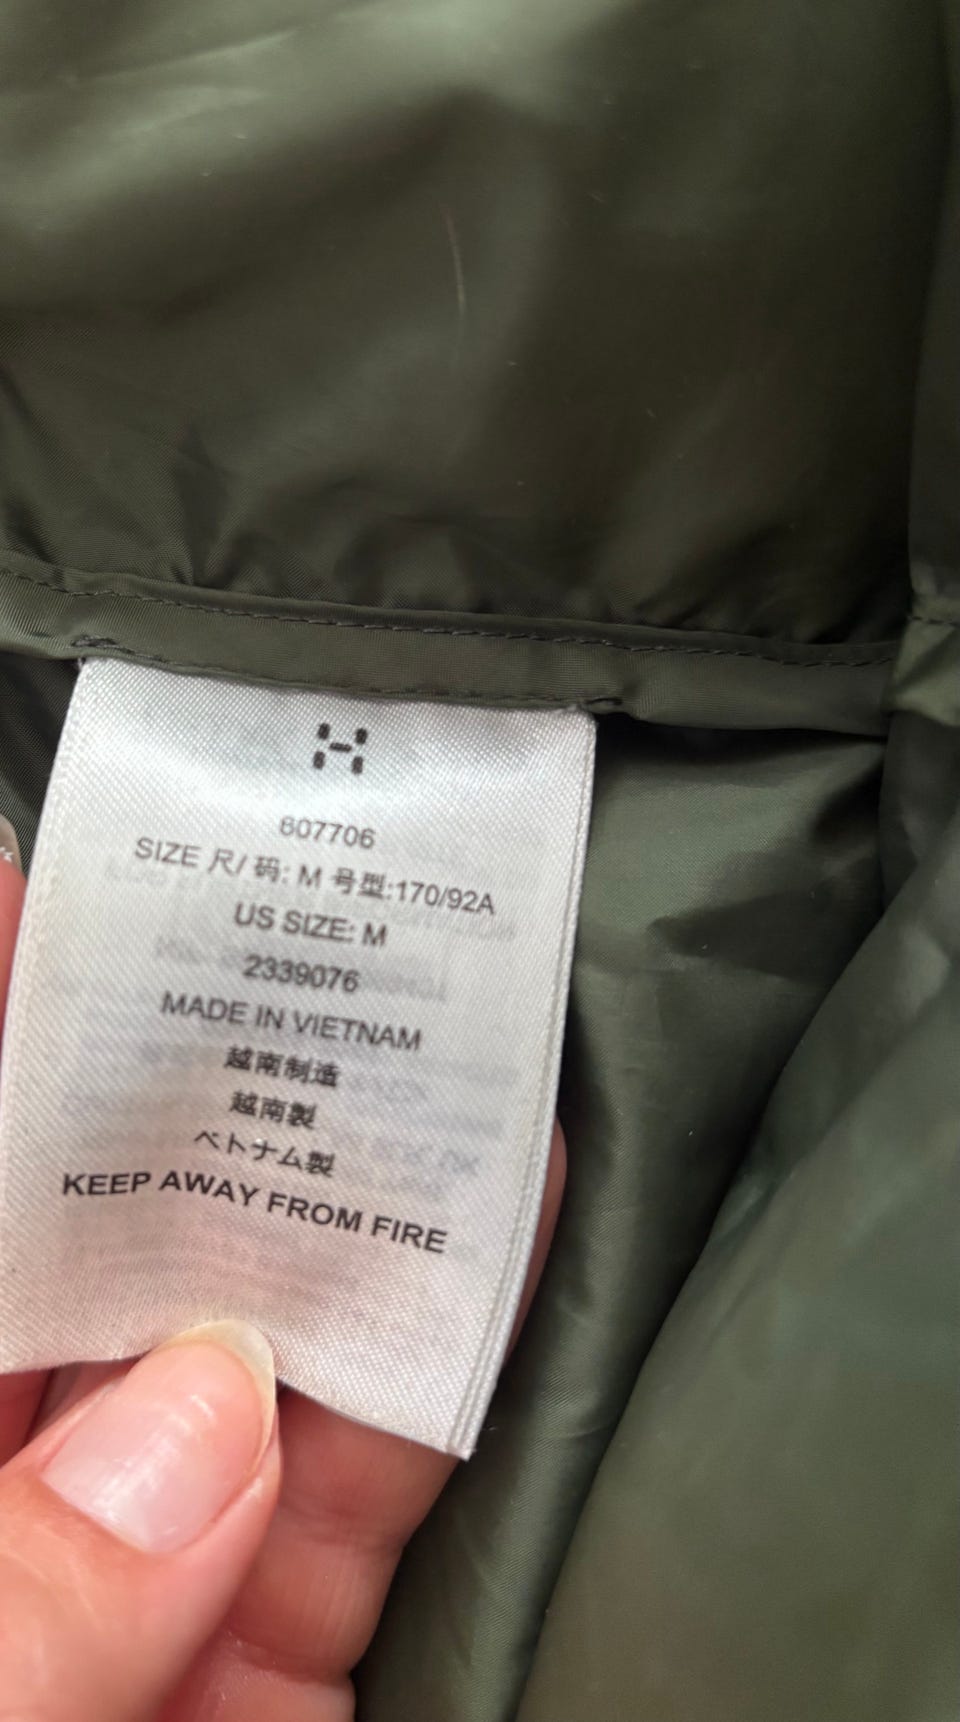 607706
SIZE 尺/ 码: M 号型:170/92A
US SIZE: M
2339076
MADE IN VIETNAM
越南制造
越南製
ベトナム製
KEEP AWAY FROM FIRE